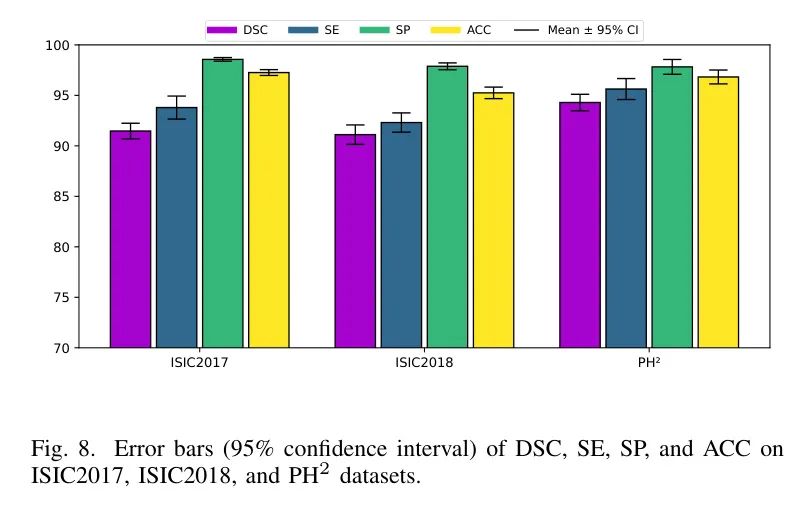 DSC SE SP ACC Mean ± 95% CI
100
95
90
85
80
75
70
ISIC2017 ISIC2018 PH²
Fig. 8. Error bars (95% confidence interval) of DSC, SE, SP, and ACC on
ISIC2017, ISIC2018, and PH² datasets.